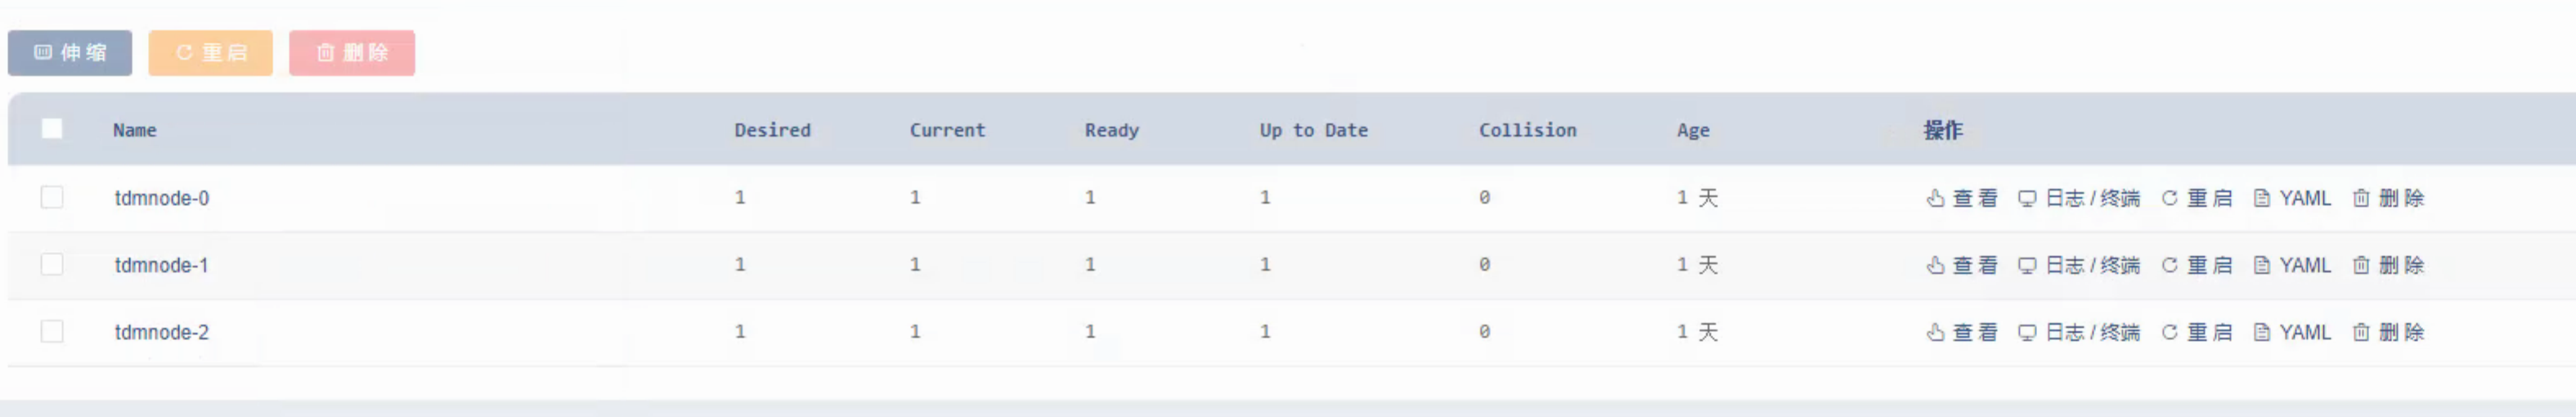 伸缩 重启 删除
Name Desired Current Ready Up to Date Collision Age 操作
tdmnode-0 1 1 1 1 0 1 天 查看 日志/终端 重启 YAML 删除
tdmnode-1 1 1 1 1 0 1 天 查看 日志/终端 重启 YAML 删除
tdmnode-2 1 1 1 1 0 1 天 查看 日志/终端 重启 YAML 删除